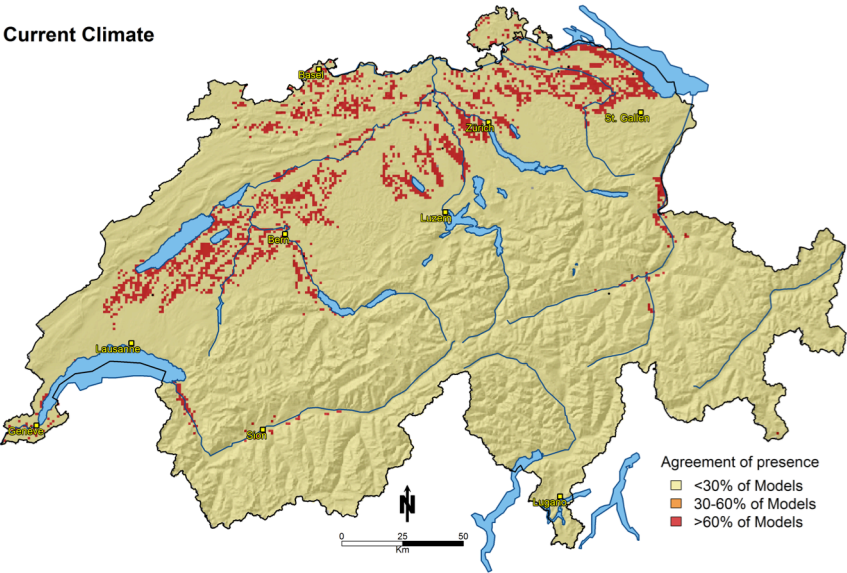 Current Climate
Basel
Zürich
St. Gallen
Luzern
Bern
Lausanne
Genève
Sion
Lugano
N
0 25 50
Km
Agreement of presence
<30% of Models
30-60% of Models
>60% of Models